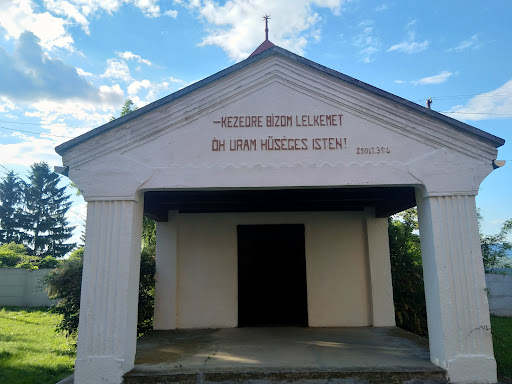 —KEZEDRE BÍZOM LELKEMET
ÓH URAM HŰSÉGES ISTEN!
ZSOLT. 31:6